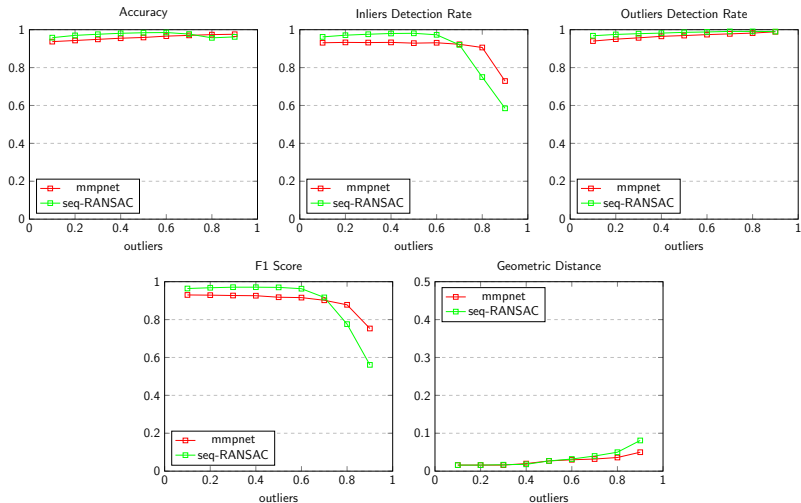 Accuracy
1
0.8
0.6
0.4
0.2
0
mmpnet
seq-RANSAC
0 0.2 0.4 0.6 0.8 1
outliers
Inliers Detection Rate
1
0.8
0.6
0.4
0.2
0
mmpnet
seq-RANSAC
0 0.2 0.4 0.6 0.8 1
outliers
Outliers Detection Rate
1
0.8
0.6
0.4
0.2
0
mmpnet
seq-RANSAC
0 0.2 0.4 0.6 0.8 1
outliers
F1 Score
1
0.8
0.6
0.4
0.2
0
mmpnet
seq-RANSAC
0 0.2 0.4 0.6 0.8 1
outliers
Geometric Distance
0.5
0.4
0.3
0.2
0.1
0
mmpnet
seq-RANSAC
0 0.2 0.4 0.6 0.8 1
outliers